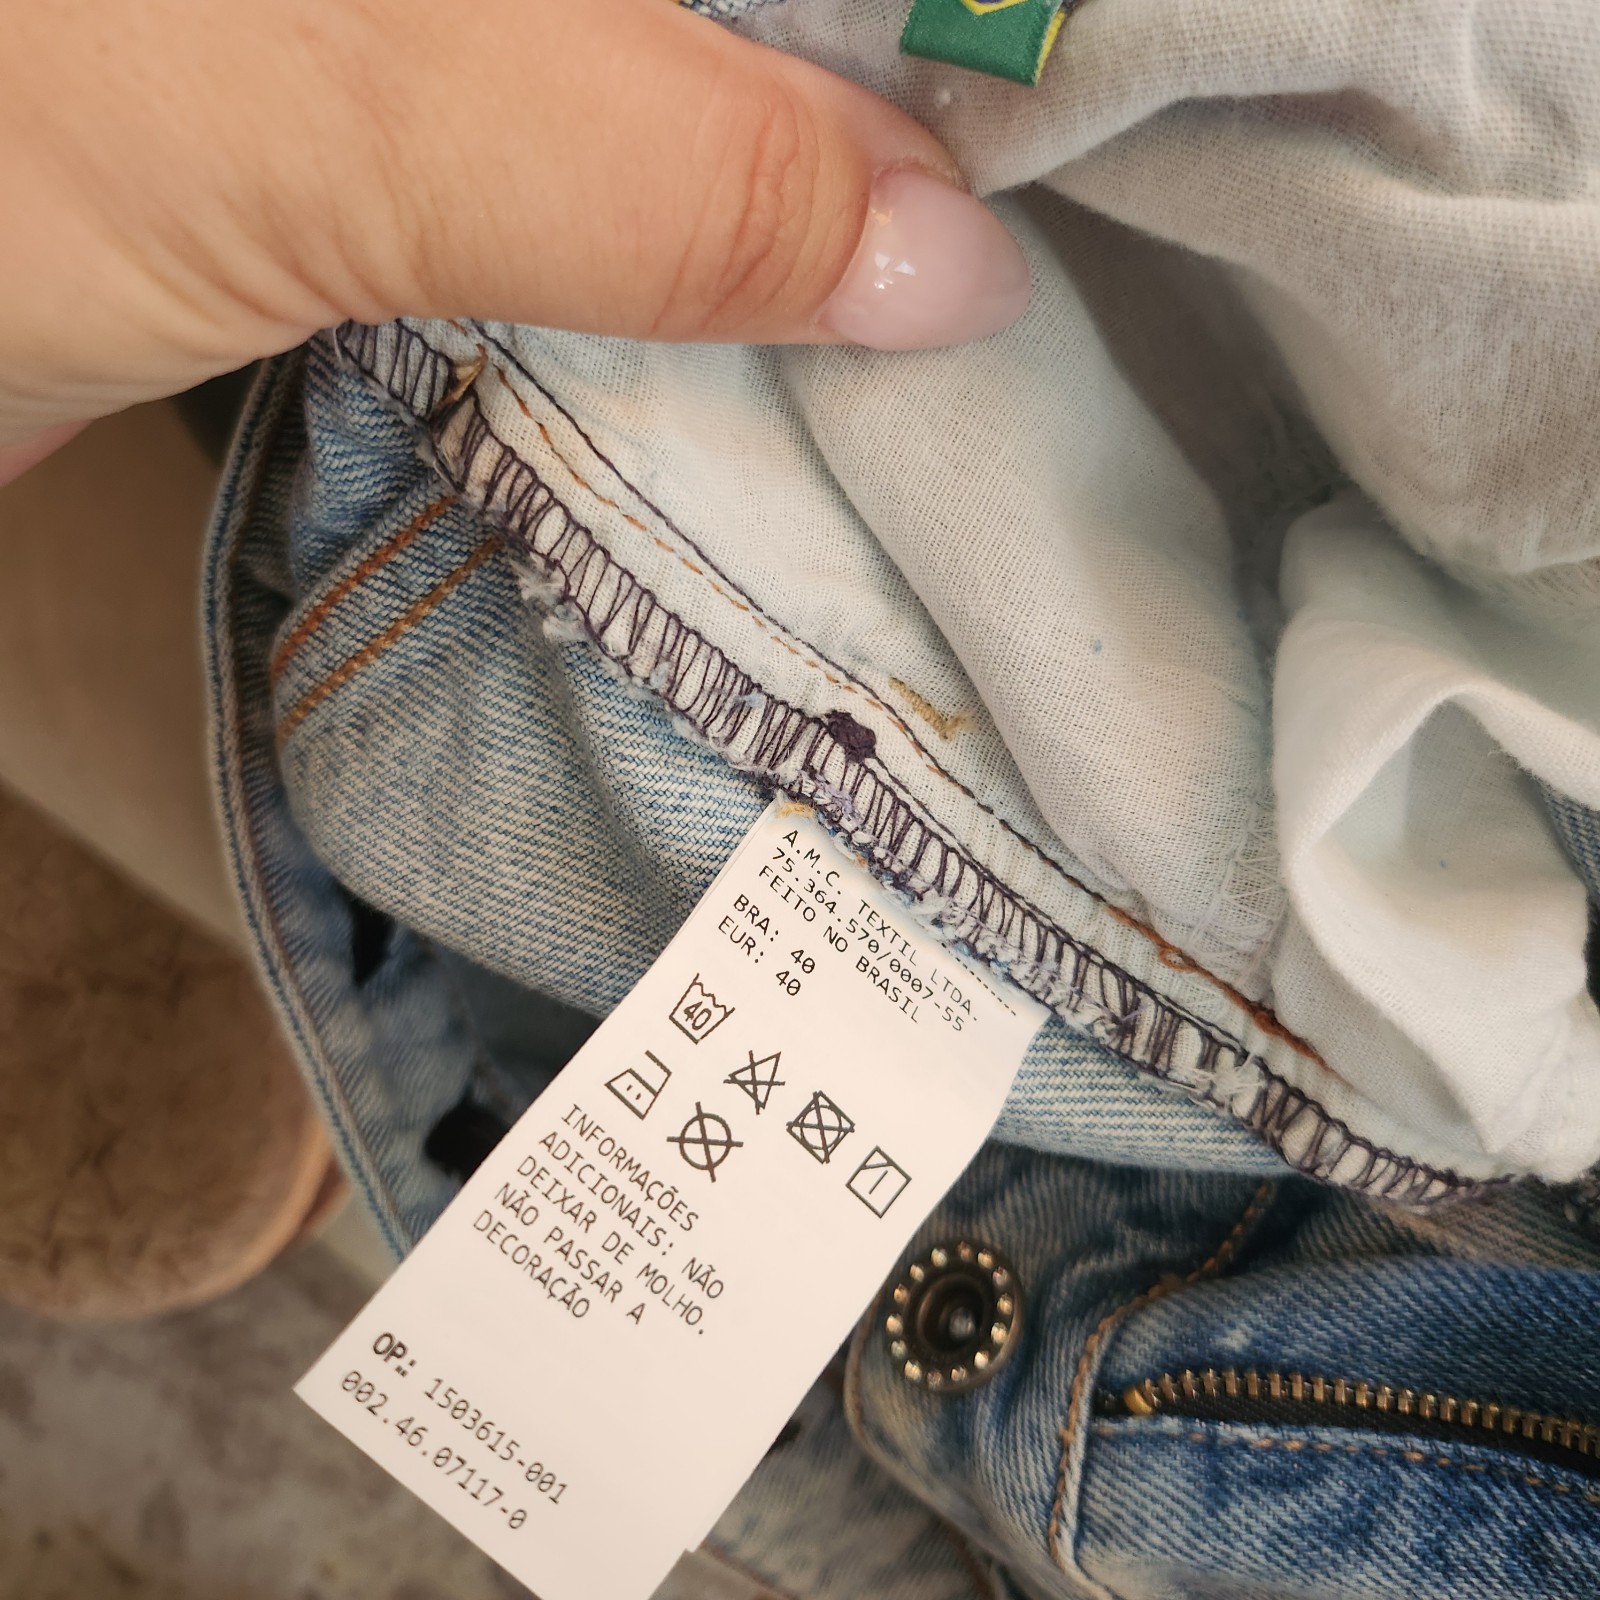 A.M.C. TEXTIL LTDA.
75.364.570/0007-55
FEITO NO BRASIL
BRA: 40
EUR: 40
40
INFORMAÇÕES
ADICIONAIS: NÃO
DEIXAR DE MOLHO.
NÃO PASSAR A
DECORAÇÃO
OP.: 1503615-001
002.46.07117-0